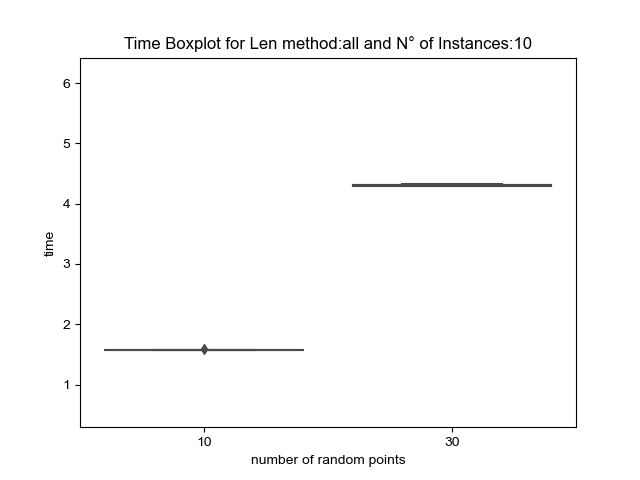 Time Boxplot for Len method:all and N° of Instances:10
6
5
4
3
2
1
time
10
30
number of random points